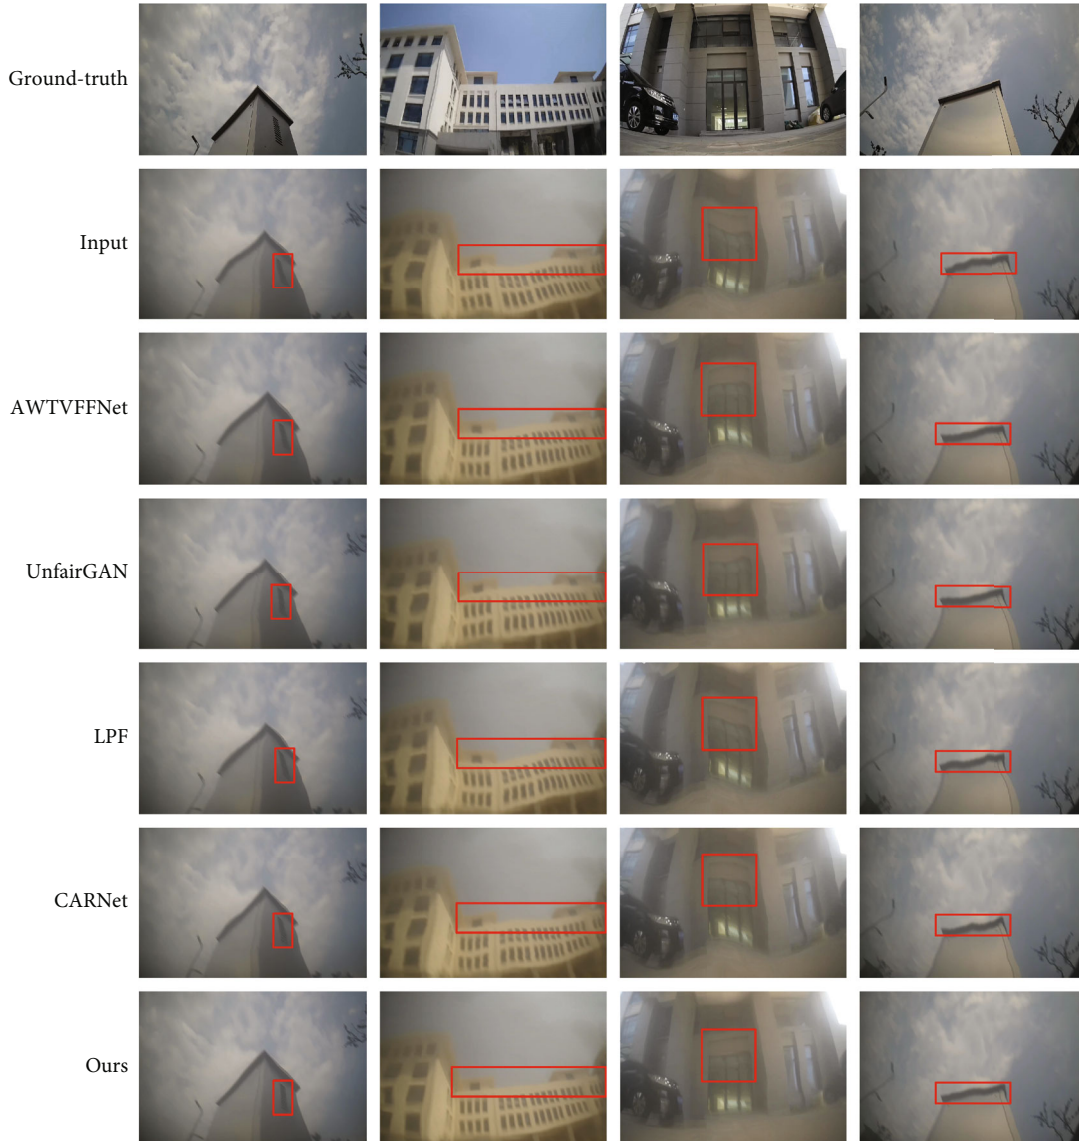 Ground-truth
Input
AWTVFFNet
UnfairGAN
LPF
CARNet
Ours